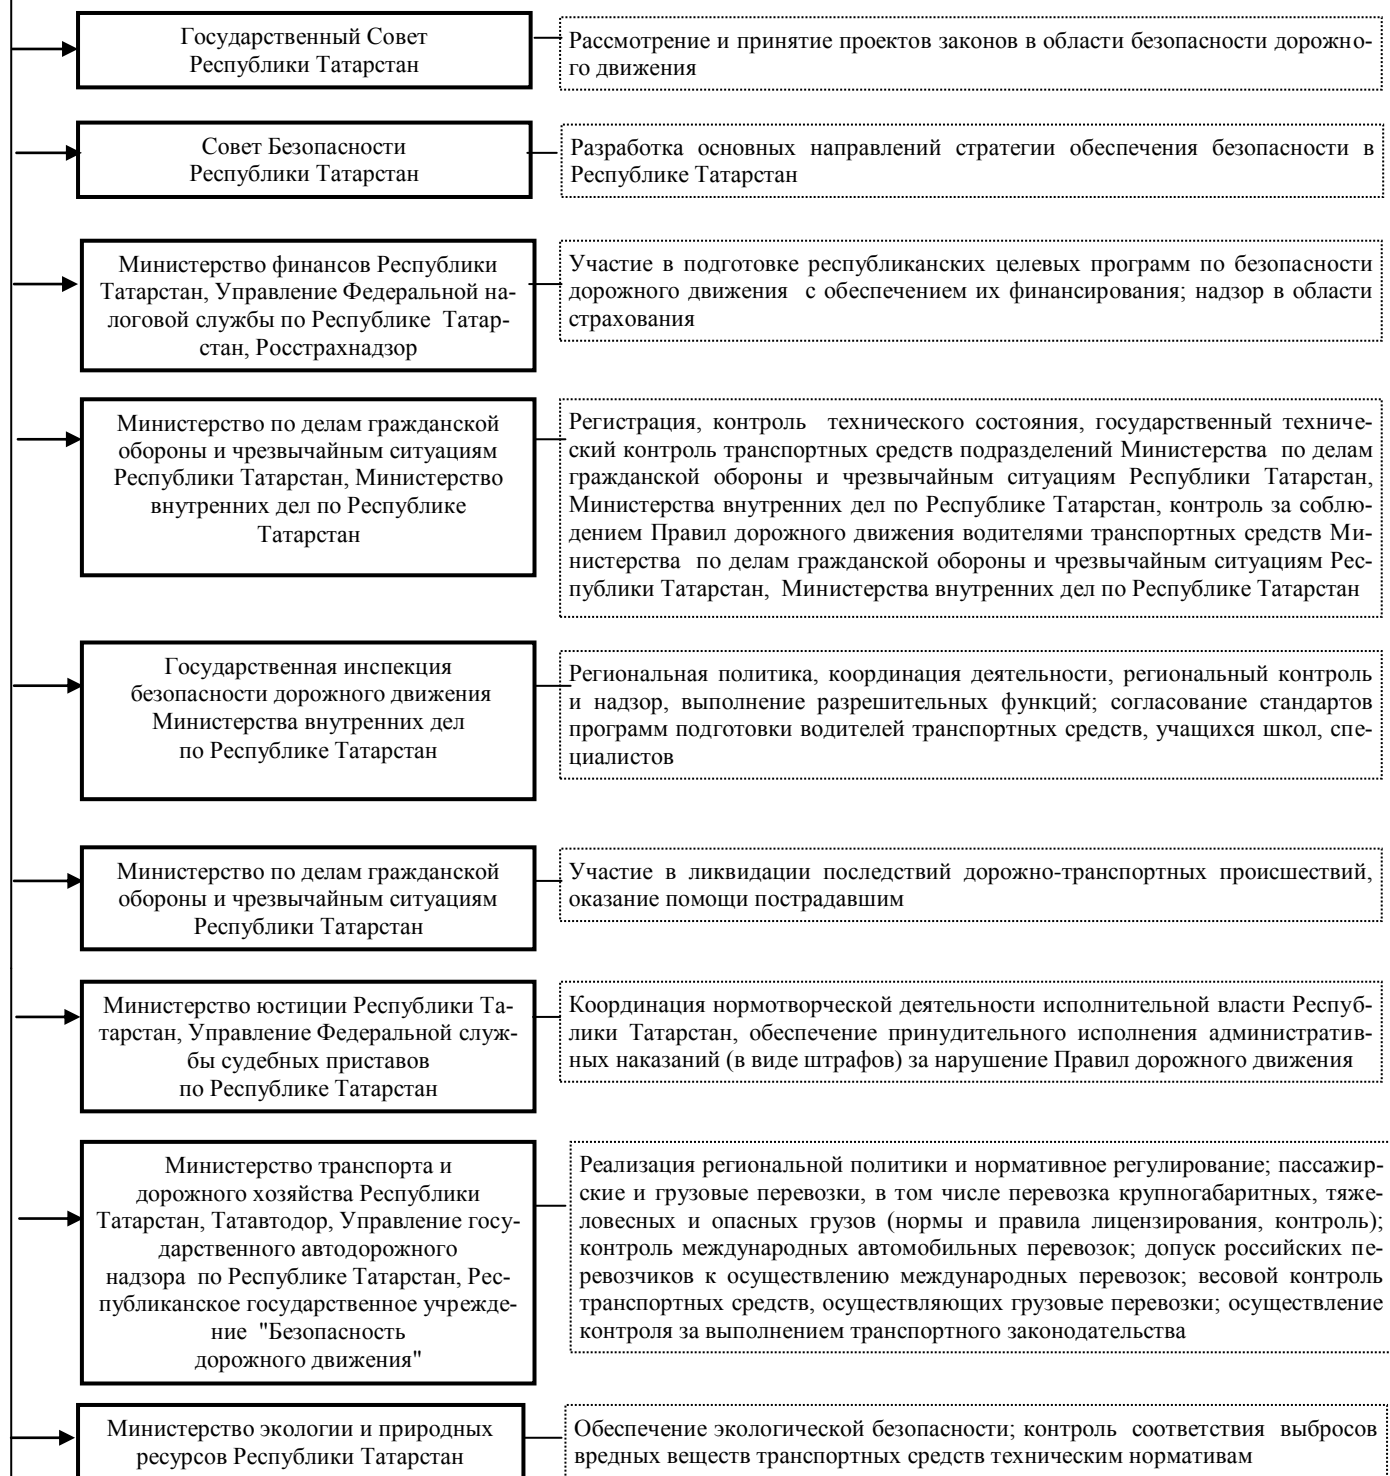 Государственный Совет
Республики Татарстан
Рассмотрение и принятие проектов законов в области безопасности дорожно-
го движения
Совет Безопасности
Республики Татарстан
Разработка основных направлений стратегии обеспечения безопасности в
Республике Татарстан
Министерство финансов Республики
Татарстан, Управление Федеральной на-
логовой службы по Республике Татар-
стан, Росстрахнадзор
Участие в подготовке республиканских целевых программ по безопасности
дорожного движения с обеспечением их финансирования; надзор в области
страхования
Министерство по делам гражданской
обороны и чрезвычайным ситуациям
Республики Татарстан, Министерство
внутренних дел по Республике
Татарстан
Регистрация, контроль технического состояния, государственный техниче-
ский контроль транспортных средств подразделений Министерства по делам
гражданской обороны и чрезвычайным ситуациям Республики Татарстан,
Министерства внутренних дел по Республике Татарстан, контроль за соблю-
дением Правил дорожного движения водителями транспортных средств Ми-
нистерства по делам гражданской обороны и чрезвычайным ситуациям Рес-
публики Татарстан, Министерства внутренних дел по Республике Татарстан
Государственная инспекция
безопасности дорожного движения
Министерства внутренних дел
по Республике Татарстан
Региональная политика, координация деятельности, региональный контроль
и надзор, выполнение разрешительных функций; согласование стандартов
программ подготовки водителей транспортных средств, учащихся школ, спе-
циалистов
Министерство по делам гражданской
обороны и чрезвычайным ситуациям
Республики Татарстан
Участие в ликвидации последствий дорожно-транспортных происшествий,
оказание помощи пострадавшим
Министерство юстиции Республики Та-
тарстан, Управление Федеральной служ-
бы судебных приставов
по Республике Татарстан
Координация нормотворческой деятельности исполнительной власти Респуб-
лики Татарстан, обеспечение принудительного исполнения административ-
ных наказаний (в виде штрафов) за нарушение Правил дорожного движения
Министерство транспорта и
дорожного хозяйства Республики
Татарстан, Татавтодор, Управление госу-
дарственного автодорожного
надзора по Республике Татарстан, Рес-
публиканское государственное учрежде-
ние "Безопасность
дорожного движения"
Реализация региональной политики и нормативное регулирование; пассажир-
ские и грузовые перевозки, в том числе перевозка крупногабаритных, тяже-
ловесных и опасных грузов (нормы и правила лицензирования, контроль);
контроль международных автомобильных перевозок; допуск российских пе-
ревозчиков к осуществлению международных перевозок; весовой контроль
транспортных средств, осуществляющих грузовые перевозки; осуществление
контроля за выполнением транспортного законодательства
Министерство экологии и природных
ресурсов Республики Татарстан
Обеспечение экологической безопасности; контроль соответствия выбросов
вредных веществ транспортных средств техническим нормативам